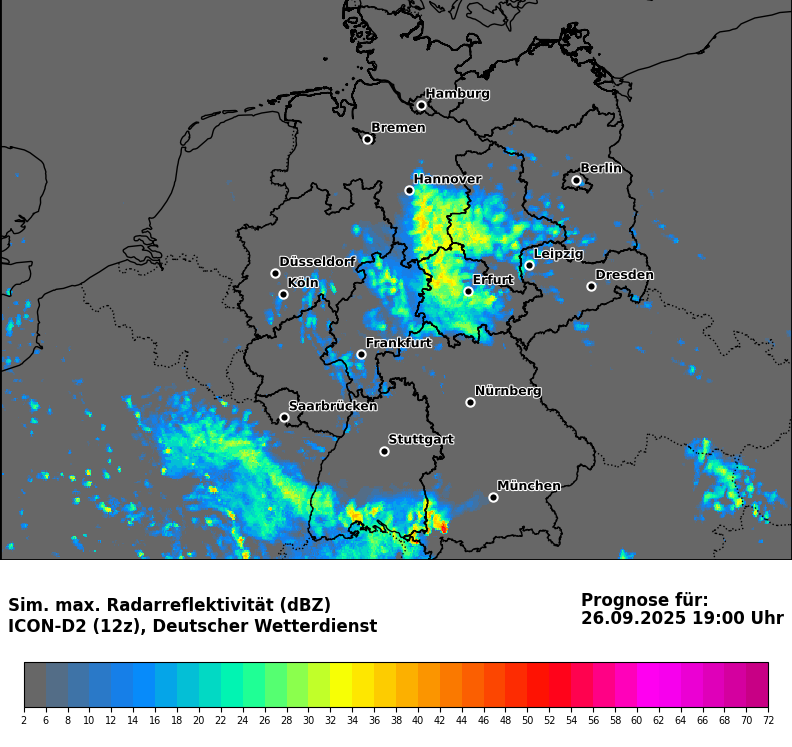 Hamburg
Bremen
Berlin
Hannover
Leipzig
Düsseldorf
Dresden
Köln
Erfurt
Frankfurt
Nürnberg
Saarbrücken
Stuttgart
München
Sim. max. Radarreflektivität (dBZ)
ICON-D2 (12z), Deutscher Wetterdienst
Prognose für:
26.09.2025 19:00 Uhr
2 6 8 10 12 14 16 18 20 22 24 26 28 30 32 34 36 38 40 42 44 46 48 50 52 54 56 58 60 62 64 66 68 70 72